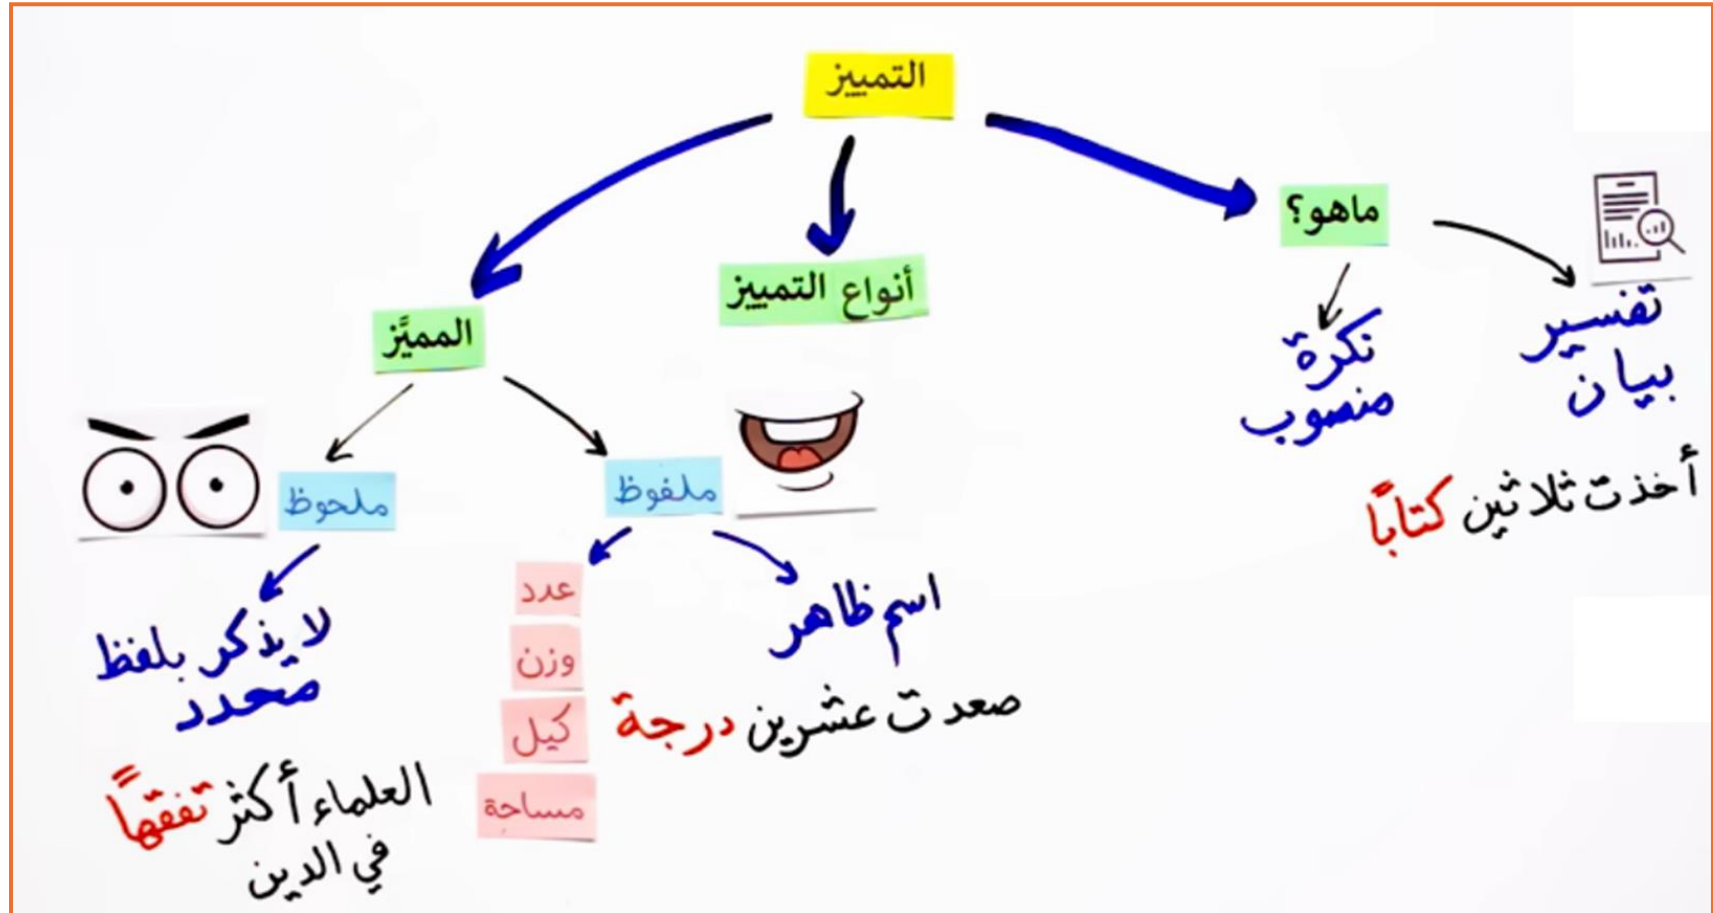 التمييز
ماهو؟
تفسير
بيان
نكرة
منصوب
أخذت ثلاثين كتابًا
أنواع التمييز
المميَّز
ملفوظ
اسم ظاهر
صعدت عشرين درجة
عدد
وزن
كيل
مساحة
ملحوظ
لا يذكر بلفظ
محدد
العلماء أكثر تفقهًا
في الدين